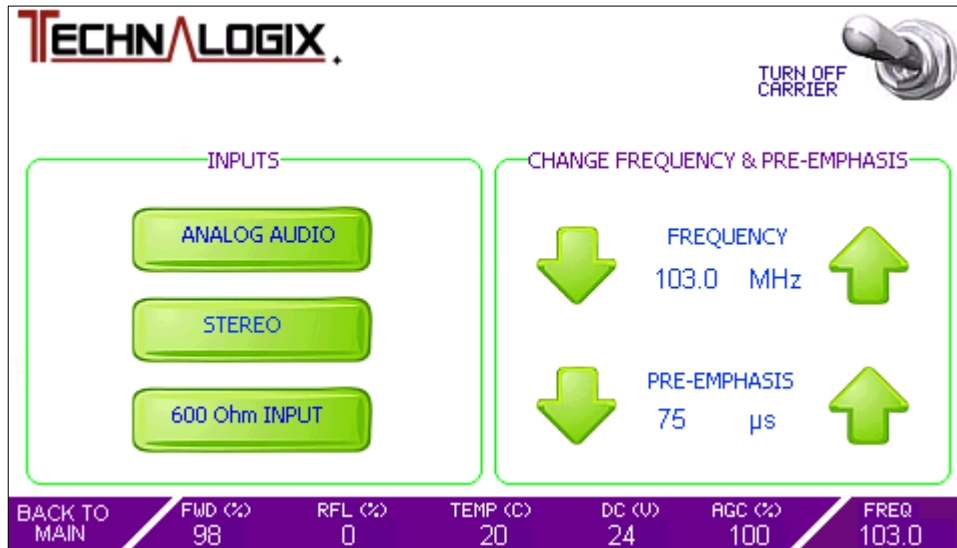 TECHNALOGIX
TURN OFF
CARRIER
INPUTS
ANALOG AUDIO
STEREO
600 Ohm INPUT
CHANGE FREQUENCY & PRE-EMPHASIS
FREQUENCY
103.0 MHz
PRE-EMPHASIS
75 µs
BACK TO
MAIN
FWD (%)
98
RFL (%)
0
TEMP (C)
20
DC (V)
24
AGC (%)
100
FREQ
103.0